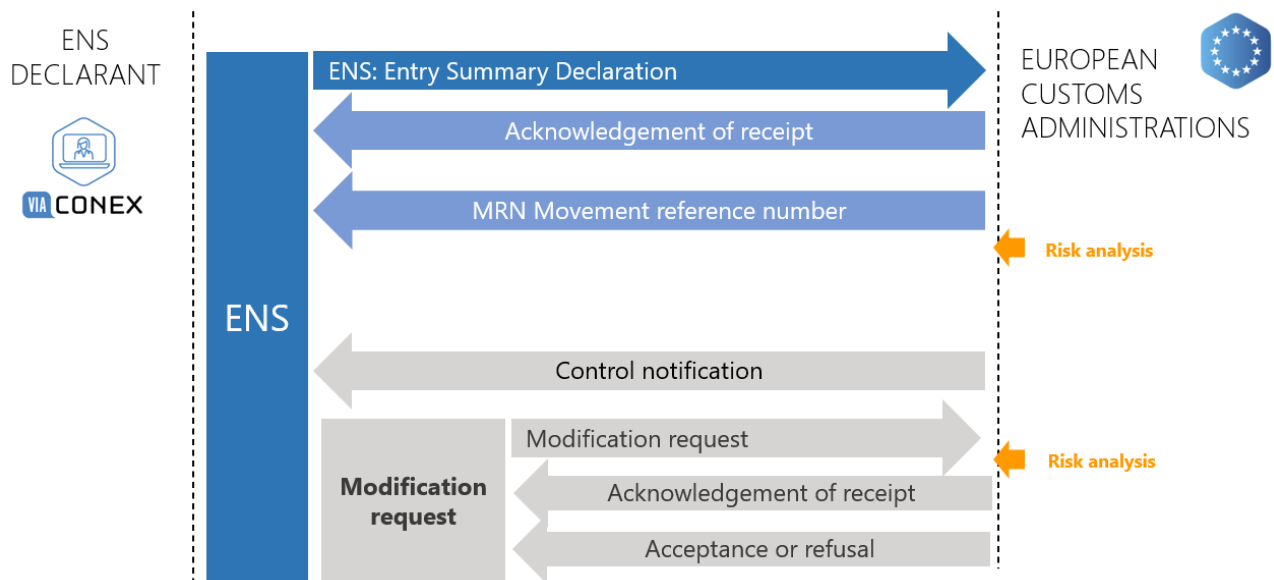 ENS
DECLARANT
VIA CONEX
ENS: Entry Summary Declaration
Acknowledgement of receipt
MRN Movement reference number
EUROPEAN
CUSTOMS
ADMINISTRATIONS
Risk analysis
ENS
Control notification
Modification
request
Modification request
Risk analysis
Acknowledgement of receipt
Acceptance or refusal